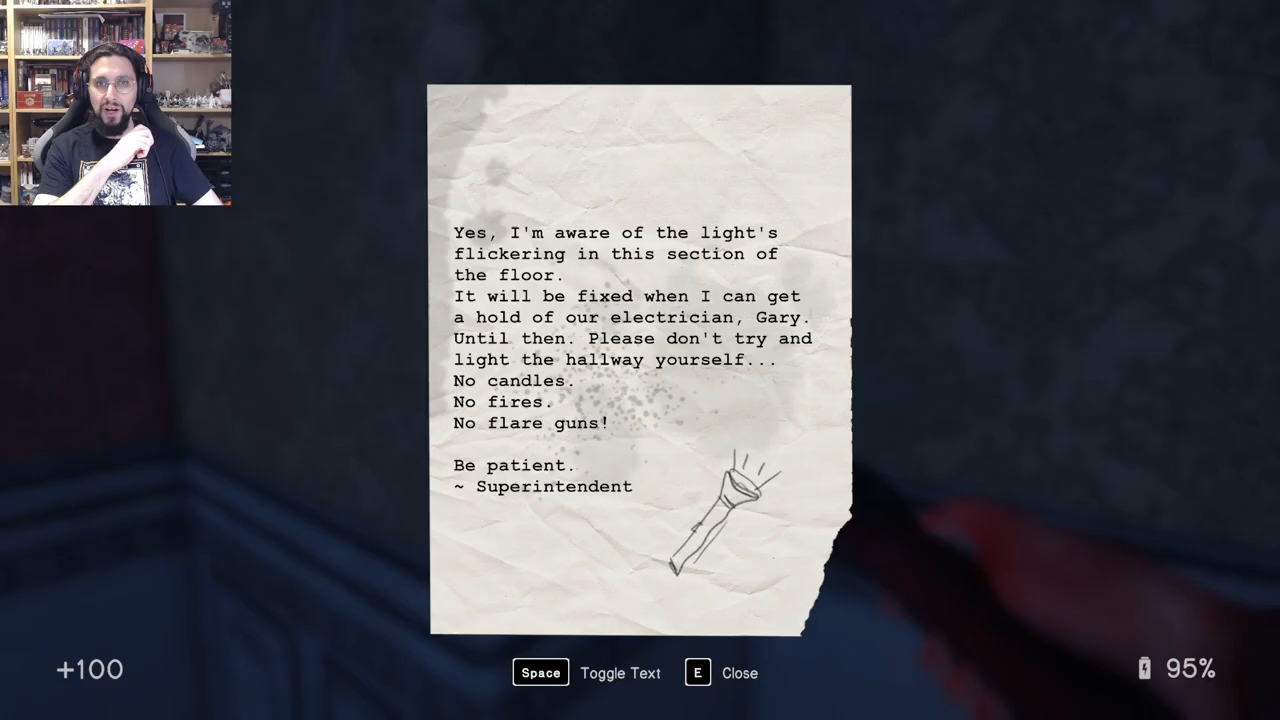 Yes, I'm aware of the light's
flickering in this section of
the floor.
It will be fixed when I can get
a hold of our electrician, Gary.
Until then. Please don't try and
light the hallway yourself...
No candles.
No fires.
No flare guns!
Be patient.
~ Superintendent
+100
Space Toggle Text E Close
95%